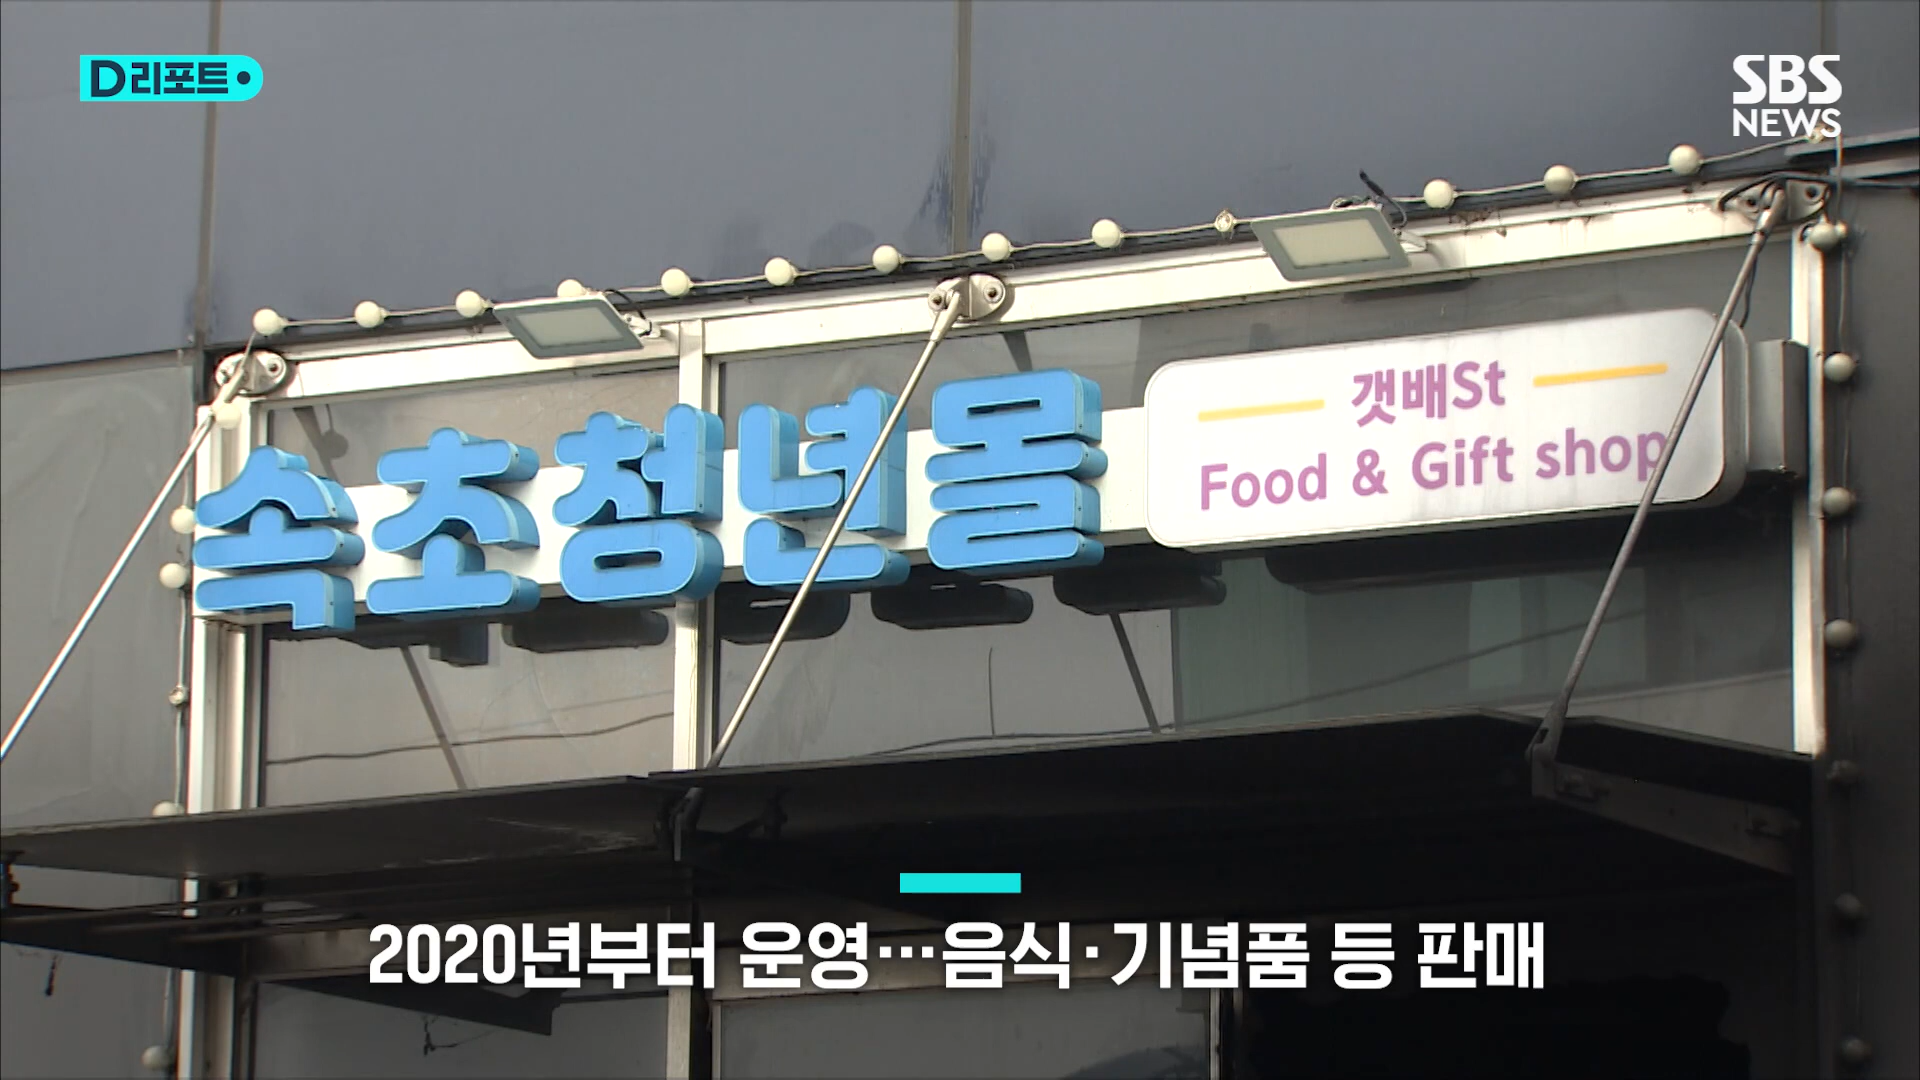 D리포트
SBS
NEWS
속초청년몰
갯배St
Food & Gift shop
2020년부터 운영…음식·기념품 등 판매